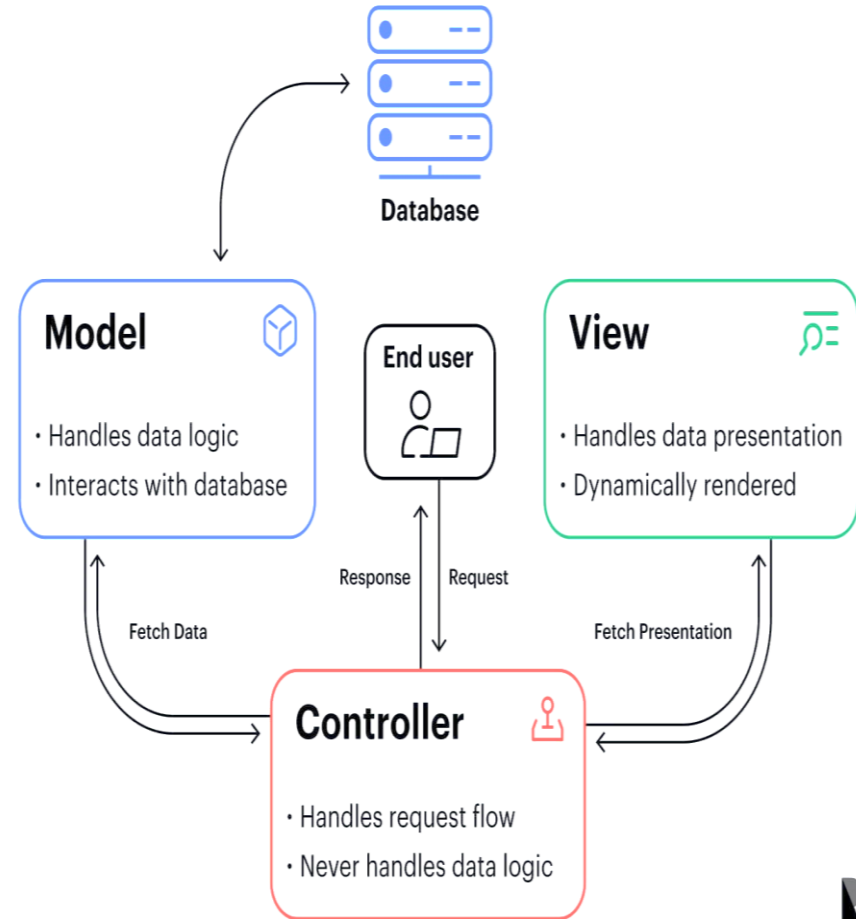 Database
Model
· Handles data logic
· Interacts with database
End user
View
· Handles data presentation
· Dynamically rendered
Response
Request
Fetch Data
Fetch Presentation
Controller
· Handles request flow
· Never handles data logic